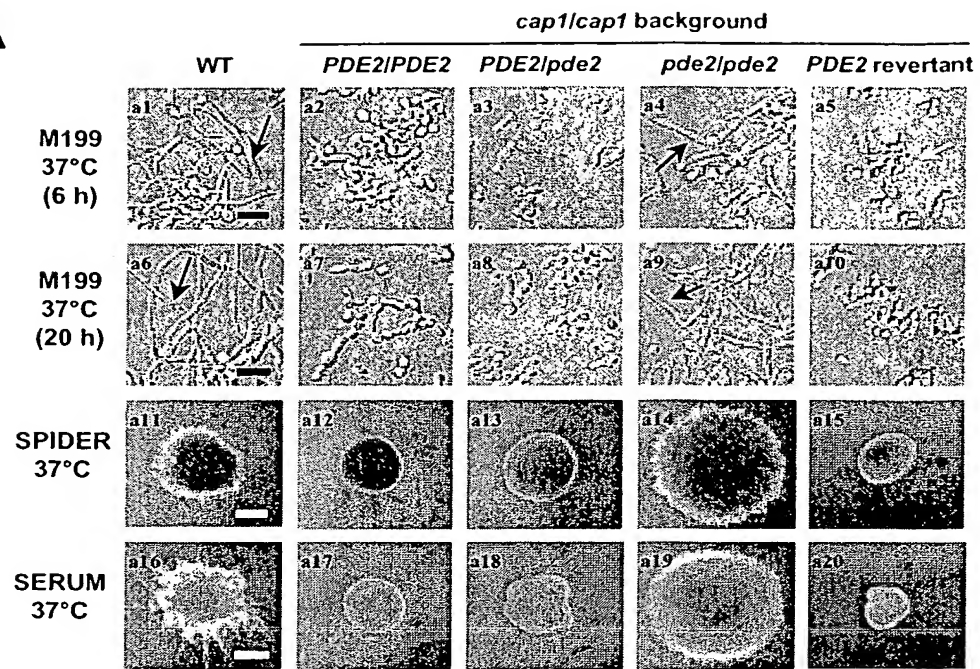 A
cap1/cap1 background
WT PDE2/PDE2 PDE2/pde2 pde2/pde2 PDE2 revertant
M199
37°C
(6 h)
a1 a2 a3 a4 a5
M199
37°C
(20 h)
a6 a7 a8 a9 a10
SPIDER
37°C
a11 a12 a13 a14 a15
SERUM
37°C
a16 a17 a18 a19 a20